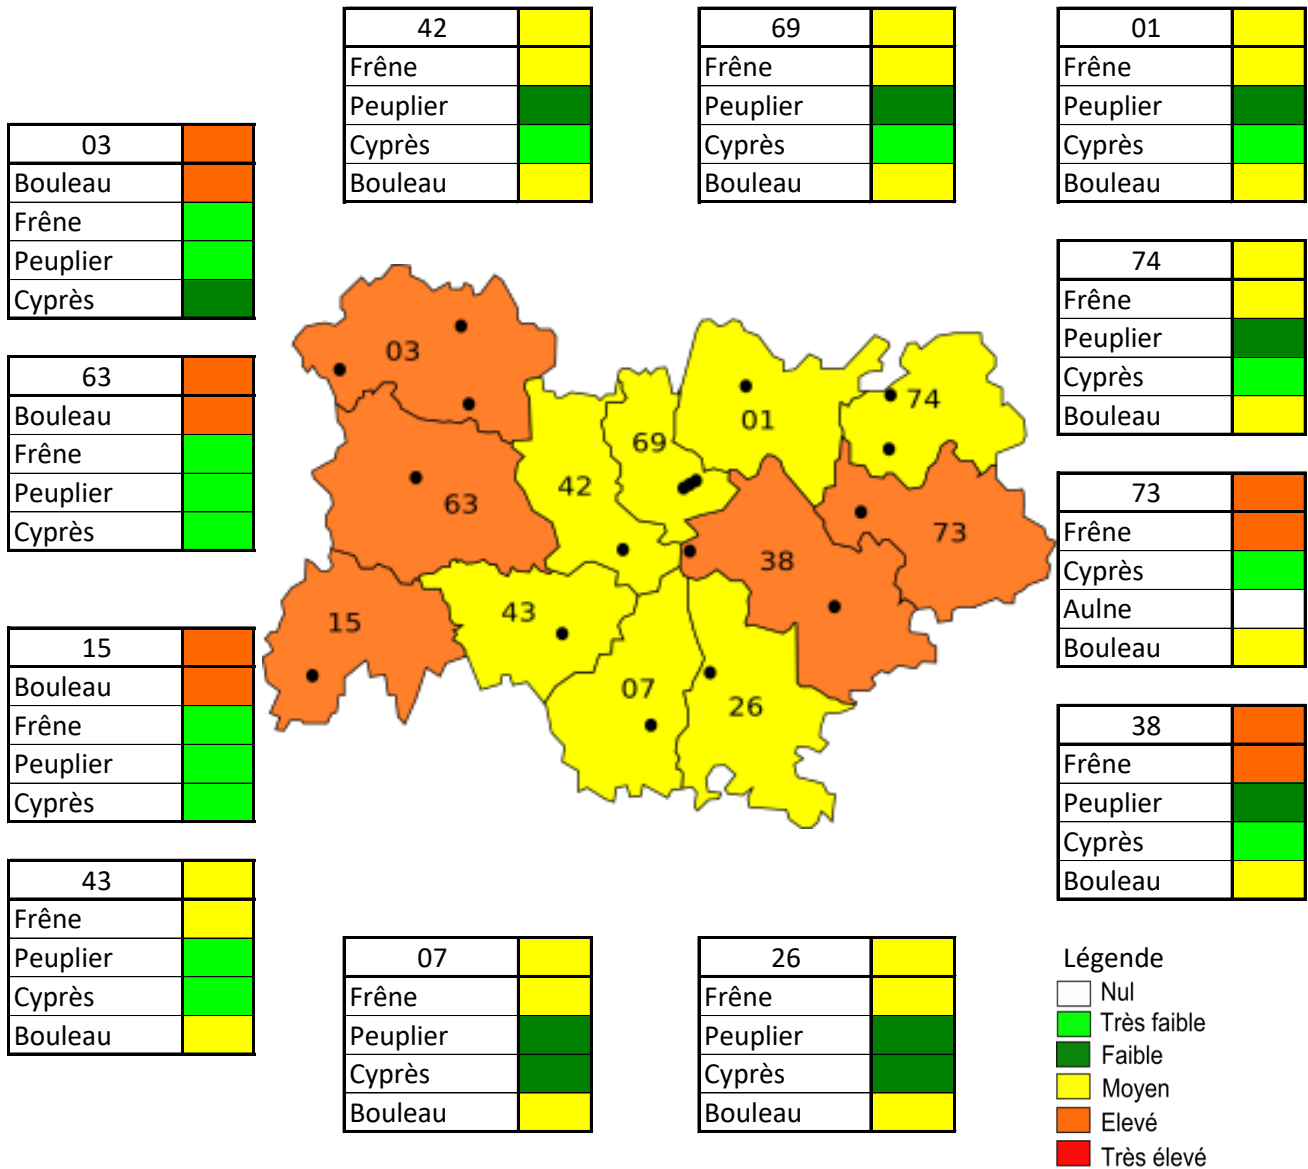 42
Frêne
Peuplier
Cyprès
Bouleau
69
Frêne
Peuplier
Cyprès
Bouleau
01
Frêne
Peuplier
Cyprès
Bouleau
03
Bouleau
Frêne
Peuplier
Cyprès
63
Bouleau
Frêne
Peuplier
Cyprès
15
Bouleau
Frêne
Peuplier
Cyprès
43
Frêne
Peuplier
Cyprès
Bouleau
03
63
42
69
01
74
73
38
15
43
07
26
74
Frêne
Peuplier
Cyprès
Bouleau
73
Frêne
Cyprès
Aulne
Bouleau
38
Frêne
Peuplier
Cyprès
Bouleau
07
Frêne
Peuplier
Cyprès
Bouleau
26
Frêne
Peuplier
Cyprès
Bouleau
Légende
Nul
Très faible
Faible
Moyen
Elevé
Très élevé